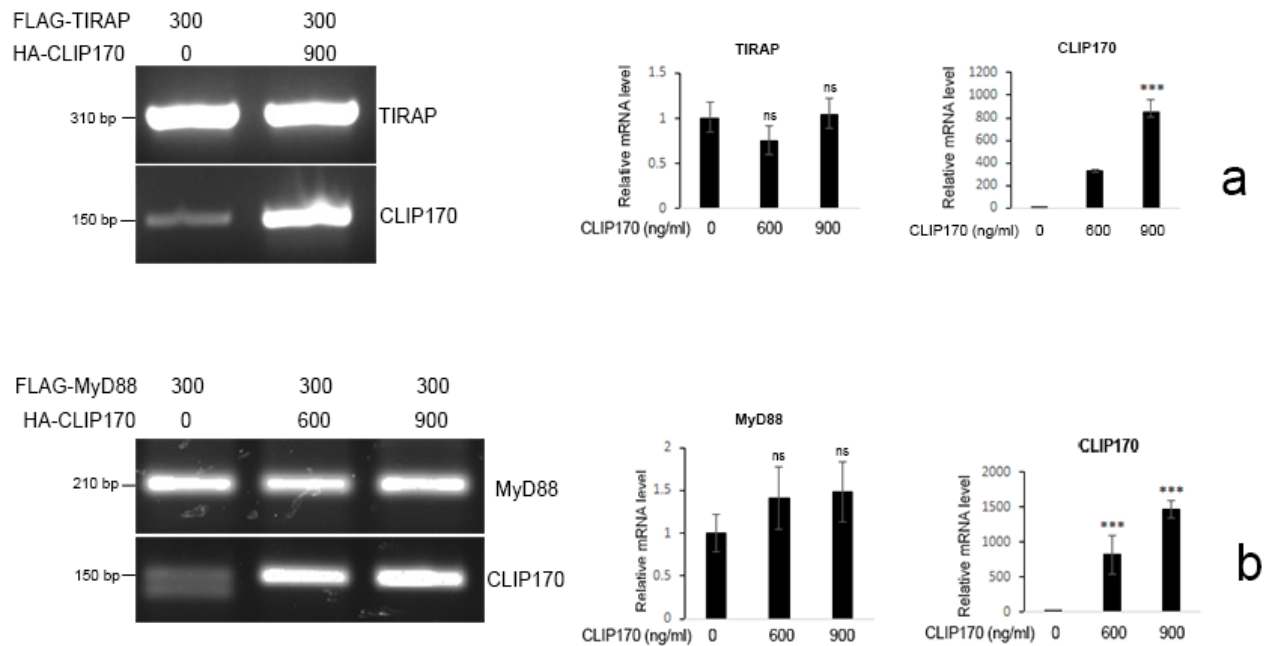 FLAG-TIRAP 300 300
HA-CLIP170 0 900
310 bp TIRAP
150 bp CLIP170
TIRAP
Relative mRNA level
1.5
1
0.5
0
ns
ns
CLIP170 (ng/ml) 0 600 900
CLIP170
Relative mRNA level
1200
1000
800
600
400
200
0
***
CLIP170 (ng/ml) 0 600 900
a
FLAG-MyD88 300 300 300
HA-CLIP170 0 600 900
210 bp MyD88
150 bp CLIP170
MyD88
Relative mRNA level
2
1.5
1
0.5
0
ns
ns
CLIP170 (ng/ml) 0 600 900
CLIP170
Relative mRNA level
2000
1500
1000
500
0
***
***
CLIP170 (ng/ml) 0 600 900
b